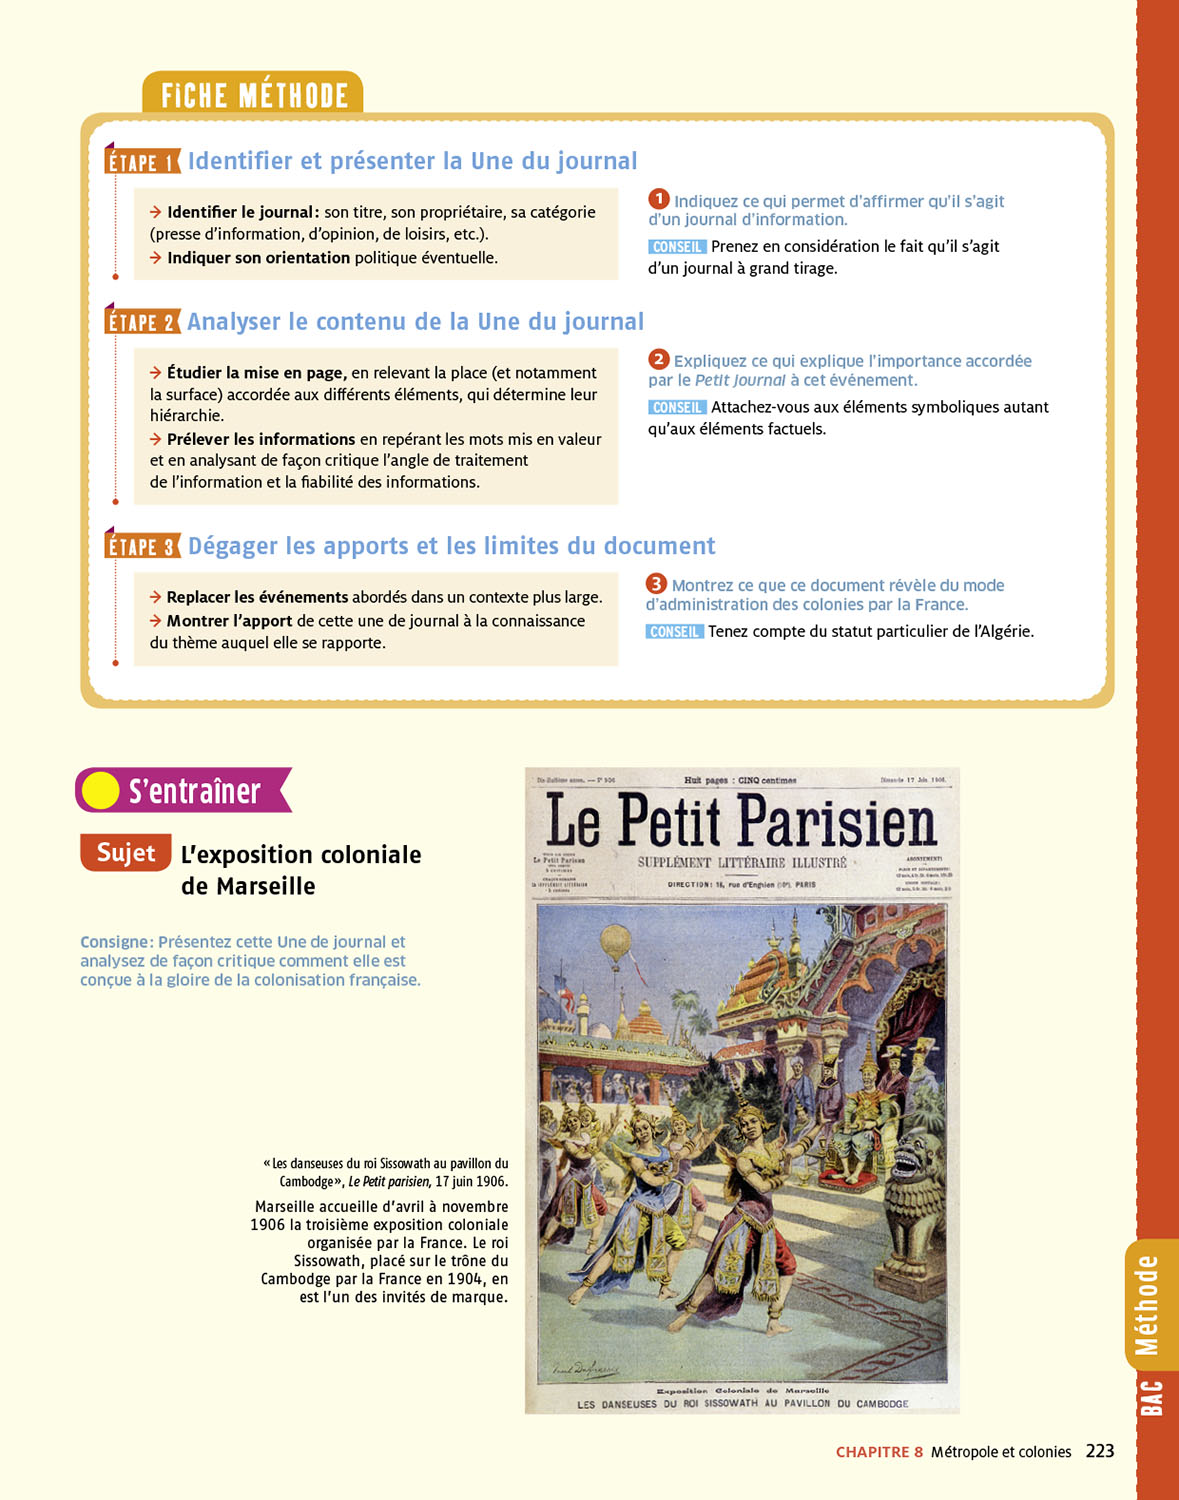 FiCHE MÉTHODE
ÉTAPE 1 Identifier et présenter la Une du journal
→ Identifier le journal : son titre, son propriétaire, sa catégorie
(presse d’information, d’opinion, de loisirs, etc.).
→ Indiquer son orientation politique éventuelle.
1 Indiquez ce qui permet d’affirmer qu’il s’agit
d’un journal d’information.
CONSEIL Prenez en considération le fait qu’il s’agit
d’un journal à grand tirage.
ÉTAPE 2 Analyser le contenu de la Une du journal
→ Étudier la mise en page, en relevant la place (et notamment
la surface) accordée aux différents éléments, qui détermine leur
hiérarchie.
→ Prélever les informations en repérant les mots mis en valeur
et en analysant de façon critique l’angle de traitement
de l’information et la fiabilité des informations.
2 Expliquez ce qui explique l’importance accordée
par le Petit Journal à cet événement.
CONSEIL Attachez-vous aux éléments symboliques autant
qu’aux éléments factuels.
ÉTAPE 3 Dégager les apports et les limites du document
→ Replacer les événements abordés dans un contexte plus large.
→ Montrer l’apport de cette une de journal à la connaissance
du thème auquel elle se rapporte.
3 Montrez ce que ce document révèle du mode
d’administration des colonies par la France.
CONSEIL Tenez compte du statut particulier de l’Algérie.
S’entraîner
Sujet L’exposition coloniale
de Marseille
Consigne : Présentez cette Une de journal et
analysez de façon critique comment elle est
conçue à la gloire de la colonisation française.
« Les danseuses du roi Sissowath au pavillon du
Cambodge », Le Petit parisien, 17 juin 1906.
Marseille accueille d’avril à novembre
1906 la troisième exposition coloniale
organisée par la France. Le roi
Sissowath, placé sur le trône du
Cambodge par la France en 1904, en
est l’un des invités de marque.
Huit pages : CINQ centimes
Dimanche 17 Juin 1906.
Le Petit Parisien
SUPPLÉMENT LITTÉRAIRE ILLUSTRÉ
DIRECTION: 18, rue d'Enghien (10e), PARIS
ABONNEMENTS
Exposition Coloniale de Marseille
LES DANSEUSES DU ROI SISSOWATH AU PAVILLON DU CAMBODGE
BAC Méthode
CHAPITRE 8 Métropole et colonies 223